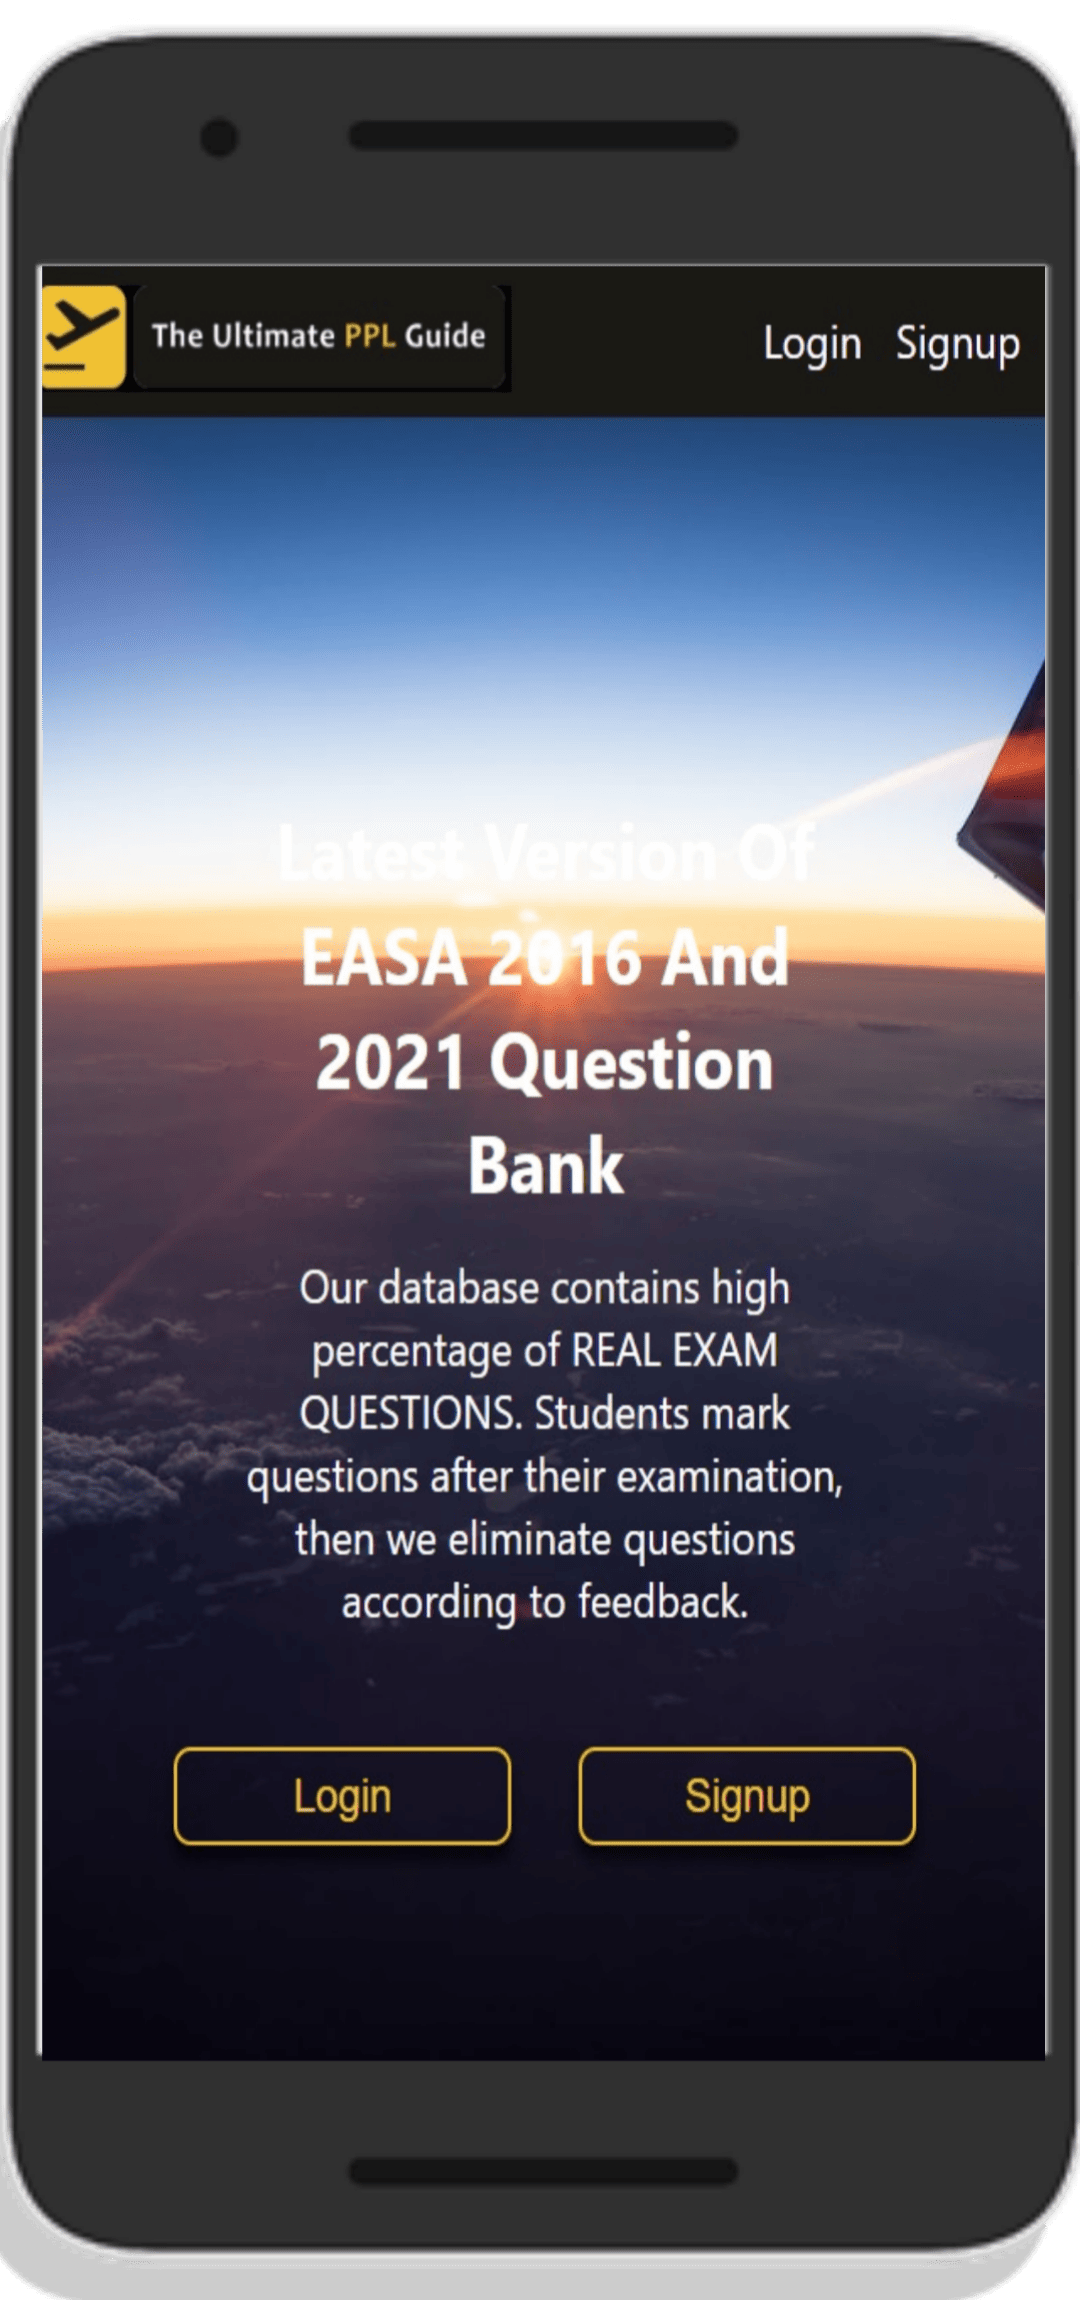 The Ultimate PPL Guide
Login Signup
Latest Version Of
EASA 2016 And
2021 Question
Bank
Our database contains high
percentage of REAL EXAM
QUESTIONS. Students mark
questions after their examination,
then we eliminate questions
according to feedback.
Login Signup